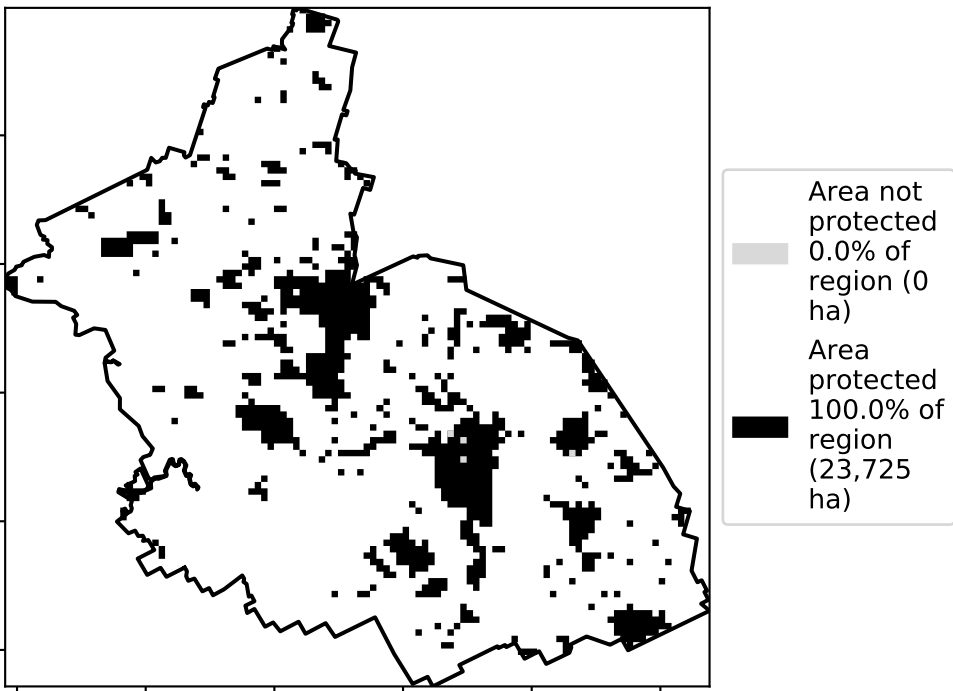 Area not
protected
0.0% of
region (0
ha)
Area
protected
100.0% of
region
(23,725
ha)